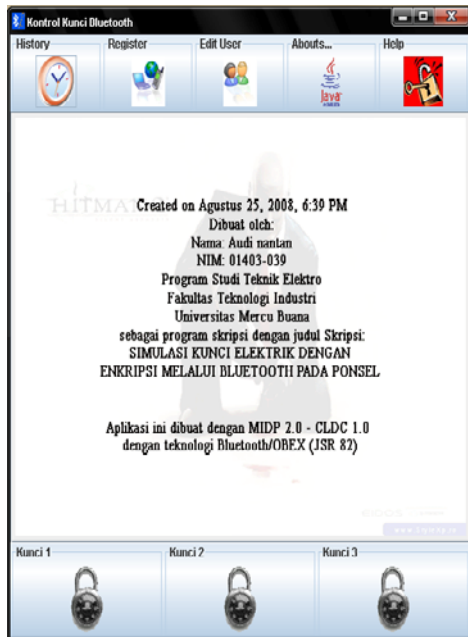 Kontrol Kunci Bluetooth
History Register Edit User Abouts... Help
Java
HITMAN
Created on Agustus 25, 2008, 6:39 PM
Dibuat oleh:
Nama: Audi nantan
NIM: 01403-039
Program Studi Teknik Elektro
Fakultas Teknologi Industri
Universitas Mercu Buana
sebagai program skripsi dengan judul Skripsi:
SIMULASI KUNCI ELEKTRIK DENGAN
ENKRIPSI MELALUI BLUETOOTH PADA PONSEL
Aplikasi ini dibuat dengan MIDP 2.0 - CLDC 1.0
dengan teknologi Bluetooth/OBEX (JSR 82)
Kunci 1 Kunci 2 Kunci 3